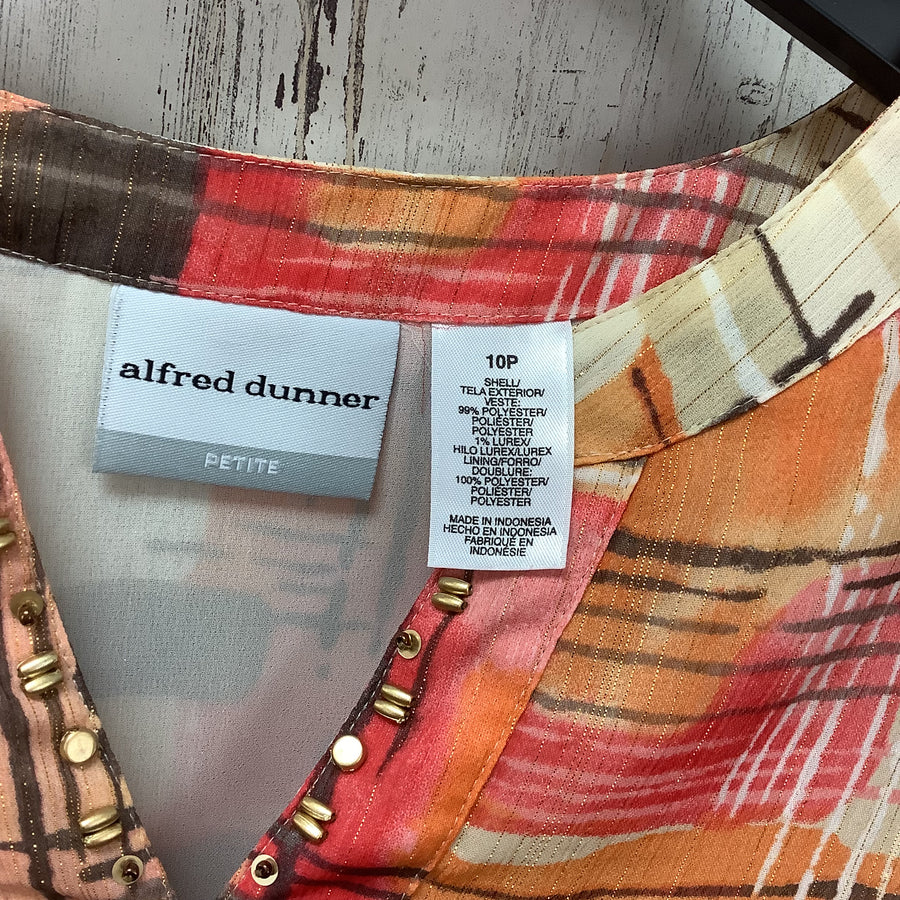 alfred dunner
PETITE
10P
SHELL/
TELA EXTERIOR/
VESTE:
99% POLYESTER/
POLIÉSTER/
POLYESTER
1% LUREX/
HILO LUREX/LUREX
LINING/FORRO/
DOUBLURE:
100% POLYESTER/
POLIÉSTER/
POLYESTER
MADE IN INDONESIA
HECHO EN INDONESIA
FABRIQUÉ EN
INDONÉSIE